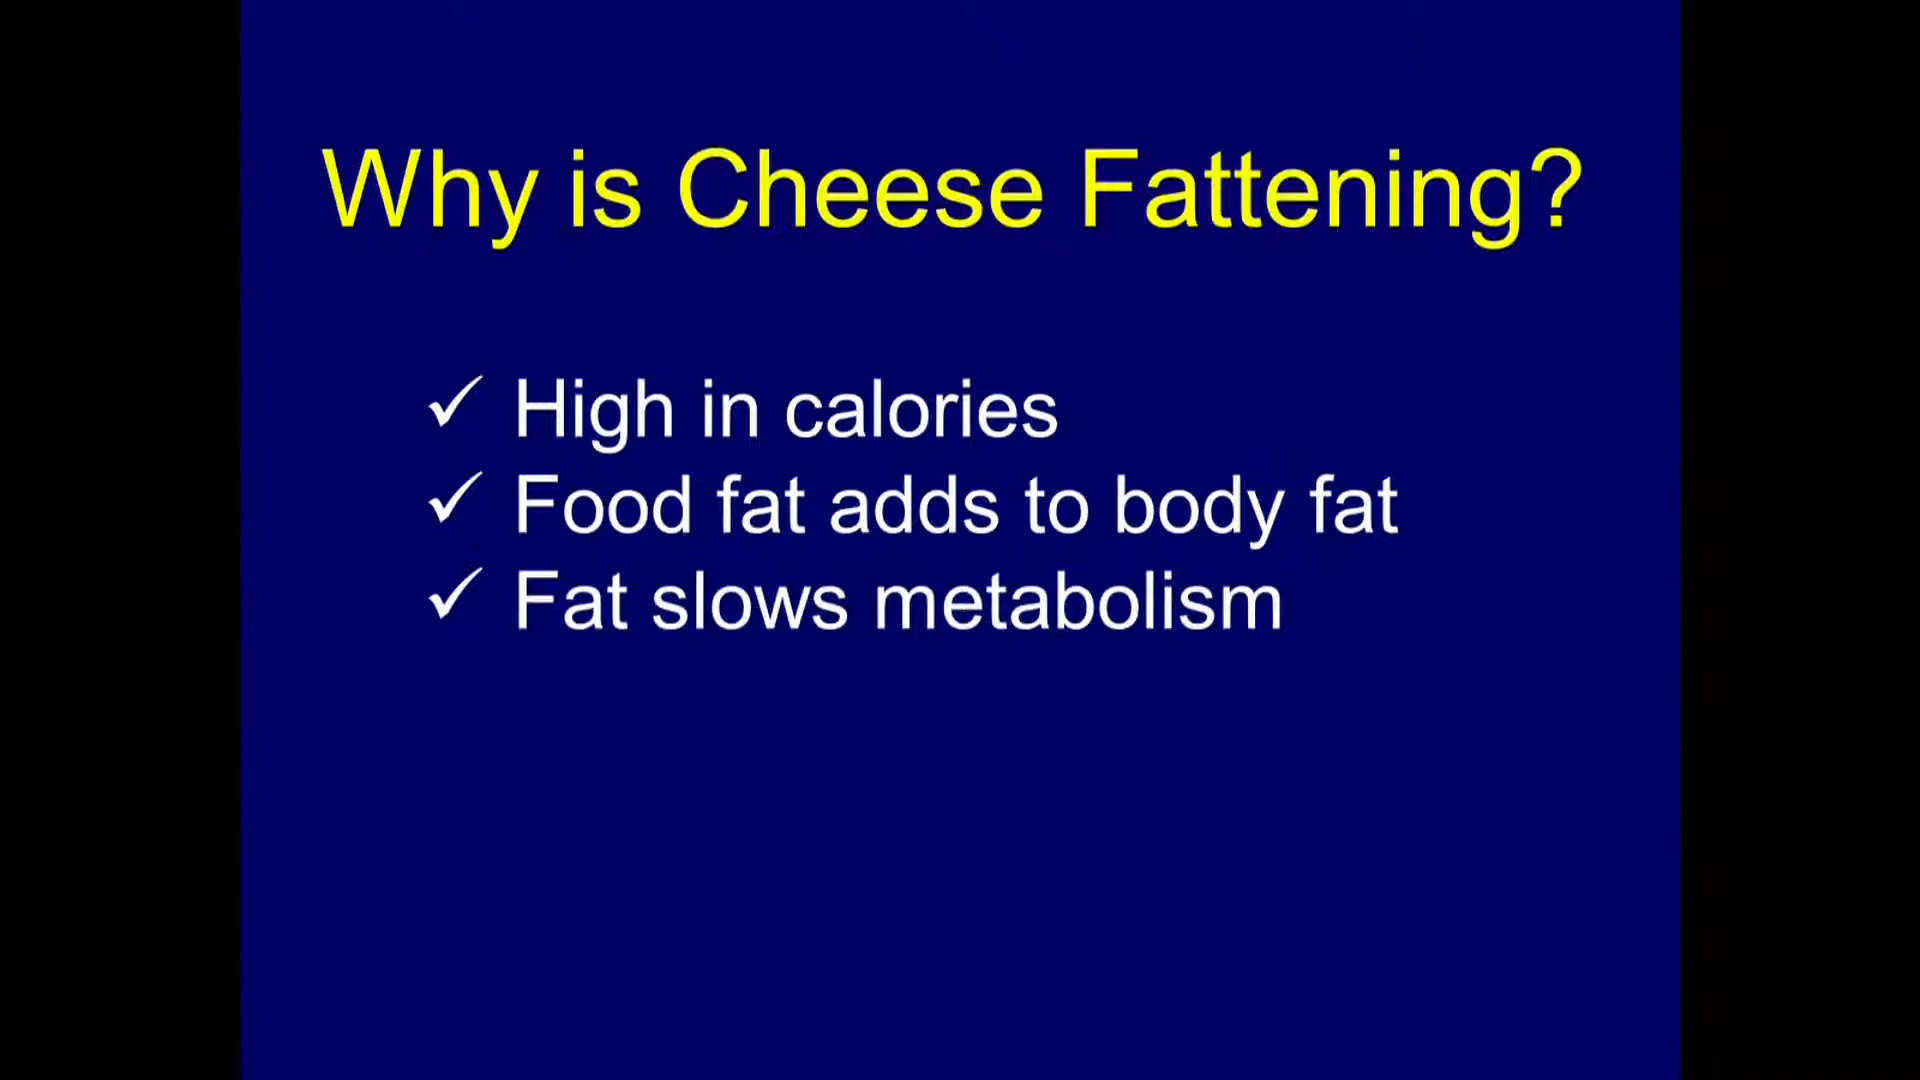 Why is Cheese Fattening?
✓ High in calories
✓ Food fat adds to body fat
✓ Fat slows metabolism